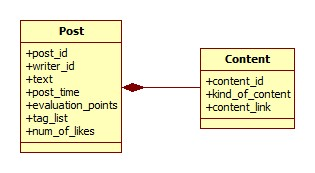 Post
+post_id
+writer_id
+text
+post_time
+evaluation_points
+tag_list
+num_of_likes
Content
+content_id
+kind_of_content
+content_link